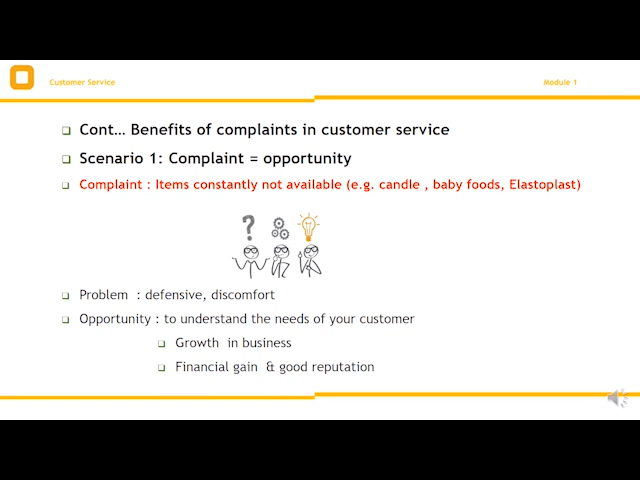 Customer Service
Module 1
Cont... Benefits of complaints in customer service
Scenario 1: Complaint = opportunity
Complaint : Items constantly not available (e.g. candle , baby foods, Elastoplast)
?
Problem : defensive, discomfort
Opportunity : to understand the needs of your customer
Growth in business
Financial gain & good reputation